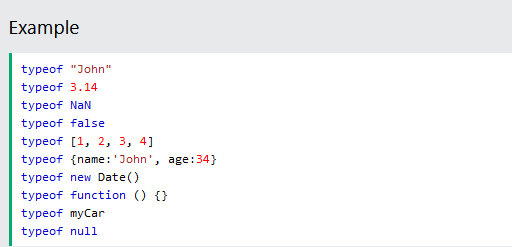 Example
typeof "John"
typeof 3.14
typeof NaN
typeof false
typeof [1, 2, 3, 4]
typeof {name:'John', age:34}
typeof new Date()
typeof function () {}
typeof myCar
typeof null